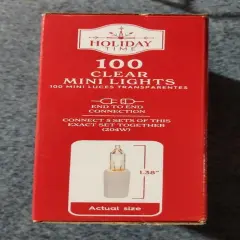 HOLIDAY
TIME
100
CLEAR
MINI LIGHTS
100 MINI LUCES TRANSPARENTES
END TO END
CONNECTION
CONNECT 5 SETS OF THIS
EXACT SET TOGETHER
(204W)
1.38"
Actual size